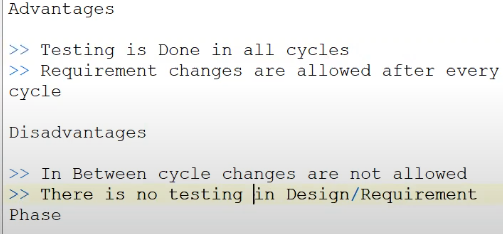 Advantages
>> Testing is Done in all cycles
>> Requirement changes are allowed after every
cycle
Disadvantages
>> In Between cycle changes are not allowed
>> There is no testing in Design/Requirement
Phase